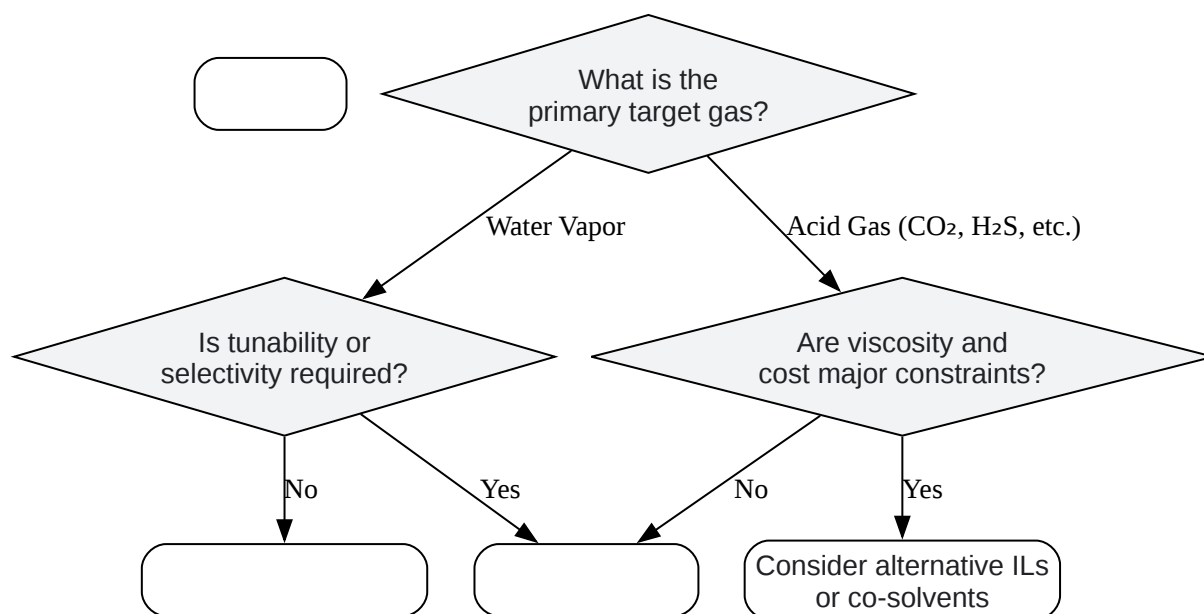 What is the
primary target gas?
Water Vapor
Acid Gas (CO₂, H₂S, etc.)
Is tunability or
selectivity required?
Are viscosity and
cost major constraints?
No
Yes
No
Yes
Consider alternative ILs
or co-solvents